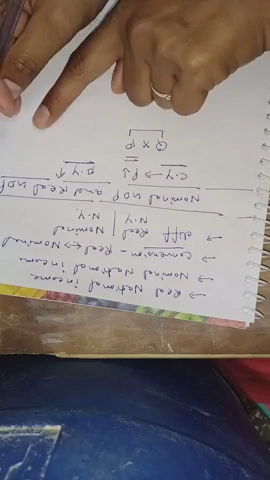 → Real National income
→ Nominal National income
→ Conversion - Real ↔ Nominal
→ diff Real | Nominal
N.Y | N.Y.
Nominal GDP and Real GDP
C.Y → B.Y
Q × P